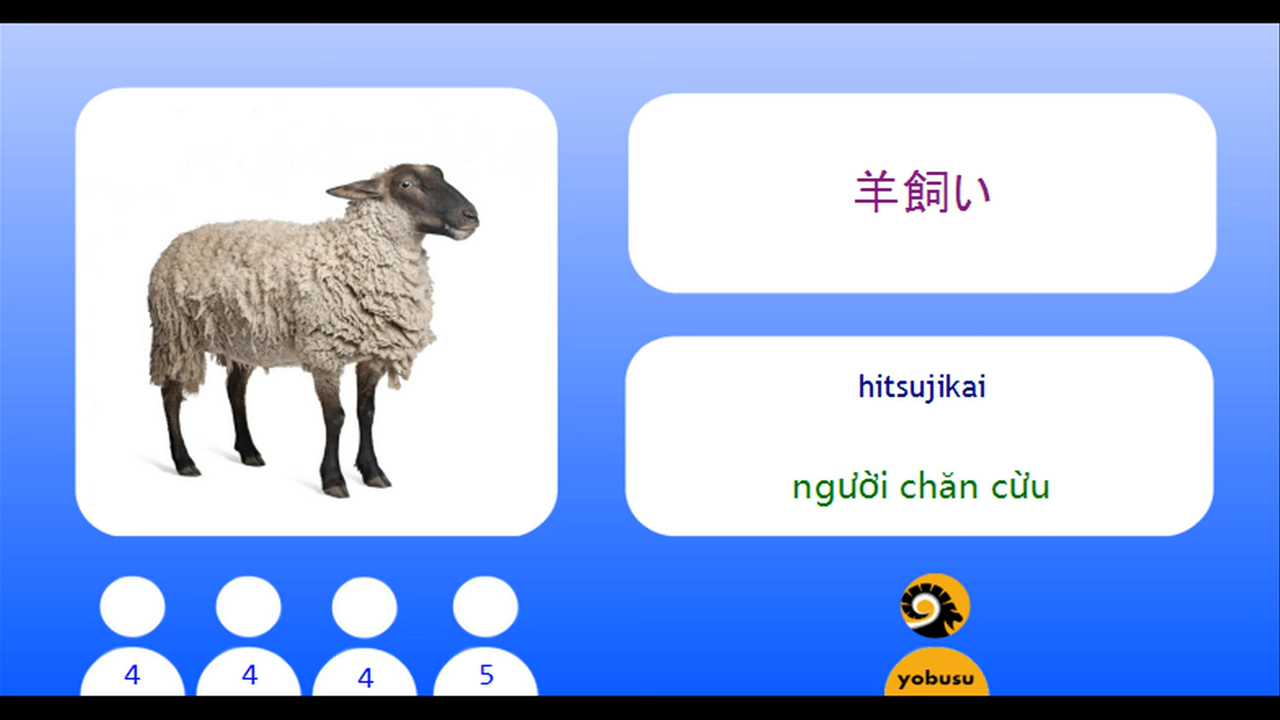 羊飼い
hitsujikai
người chăn cừu
4
4
4
5
yobusu